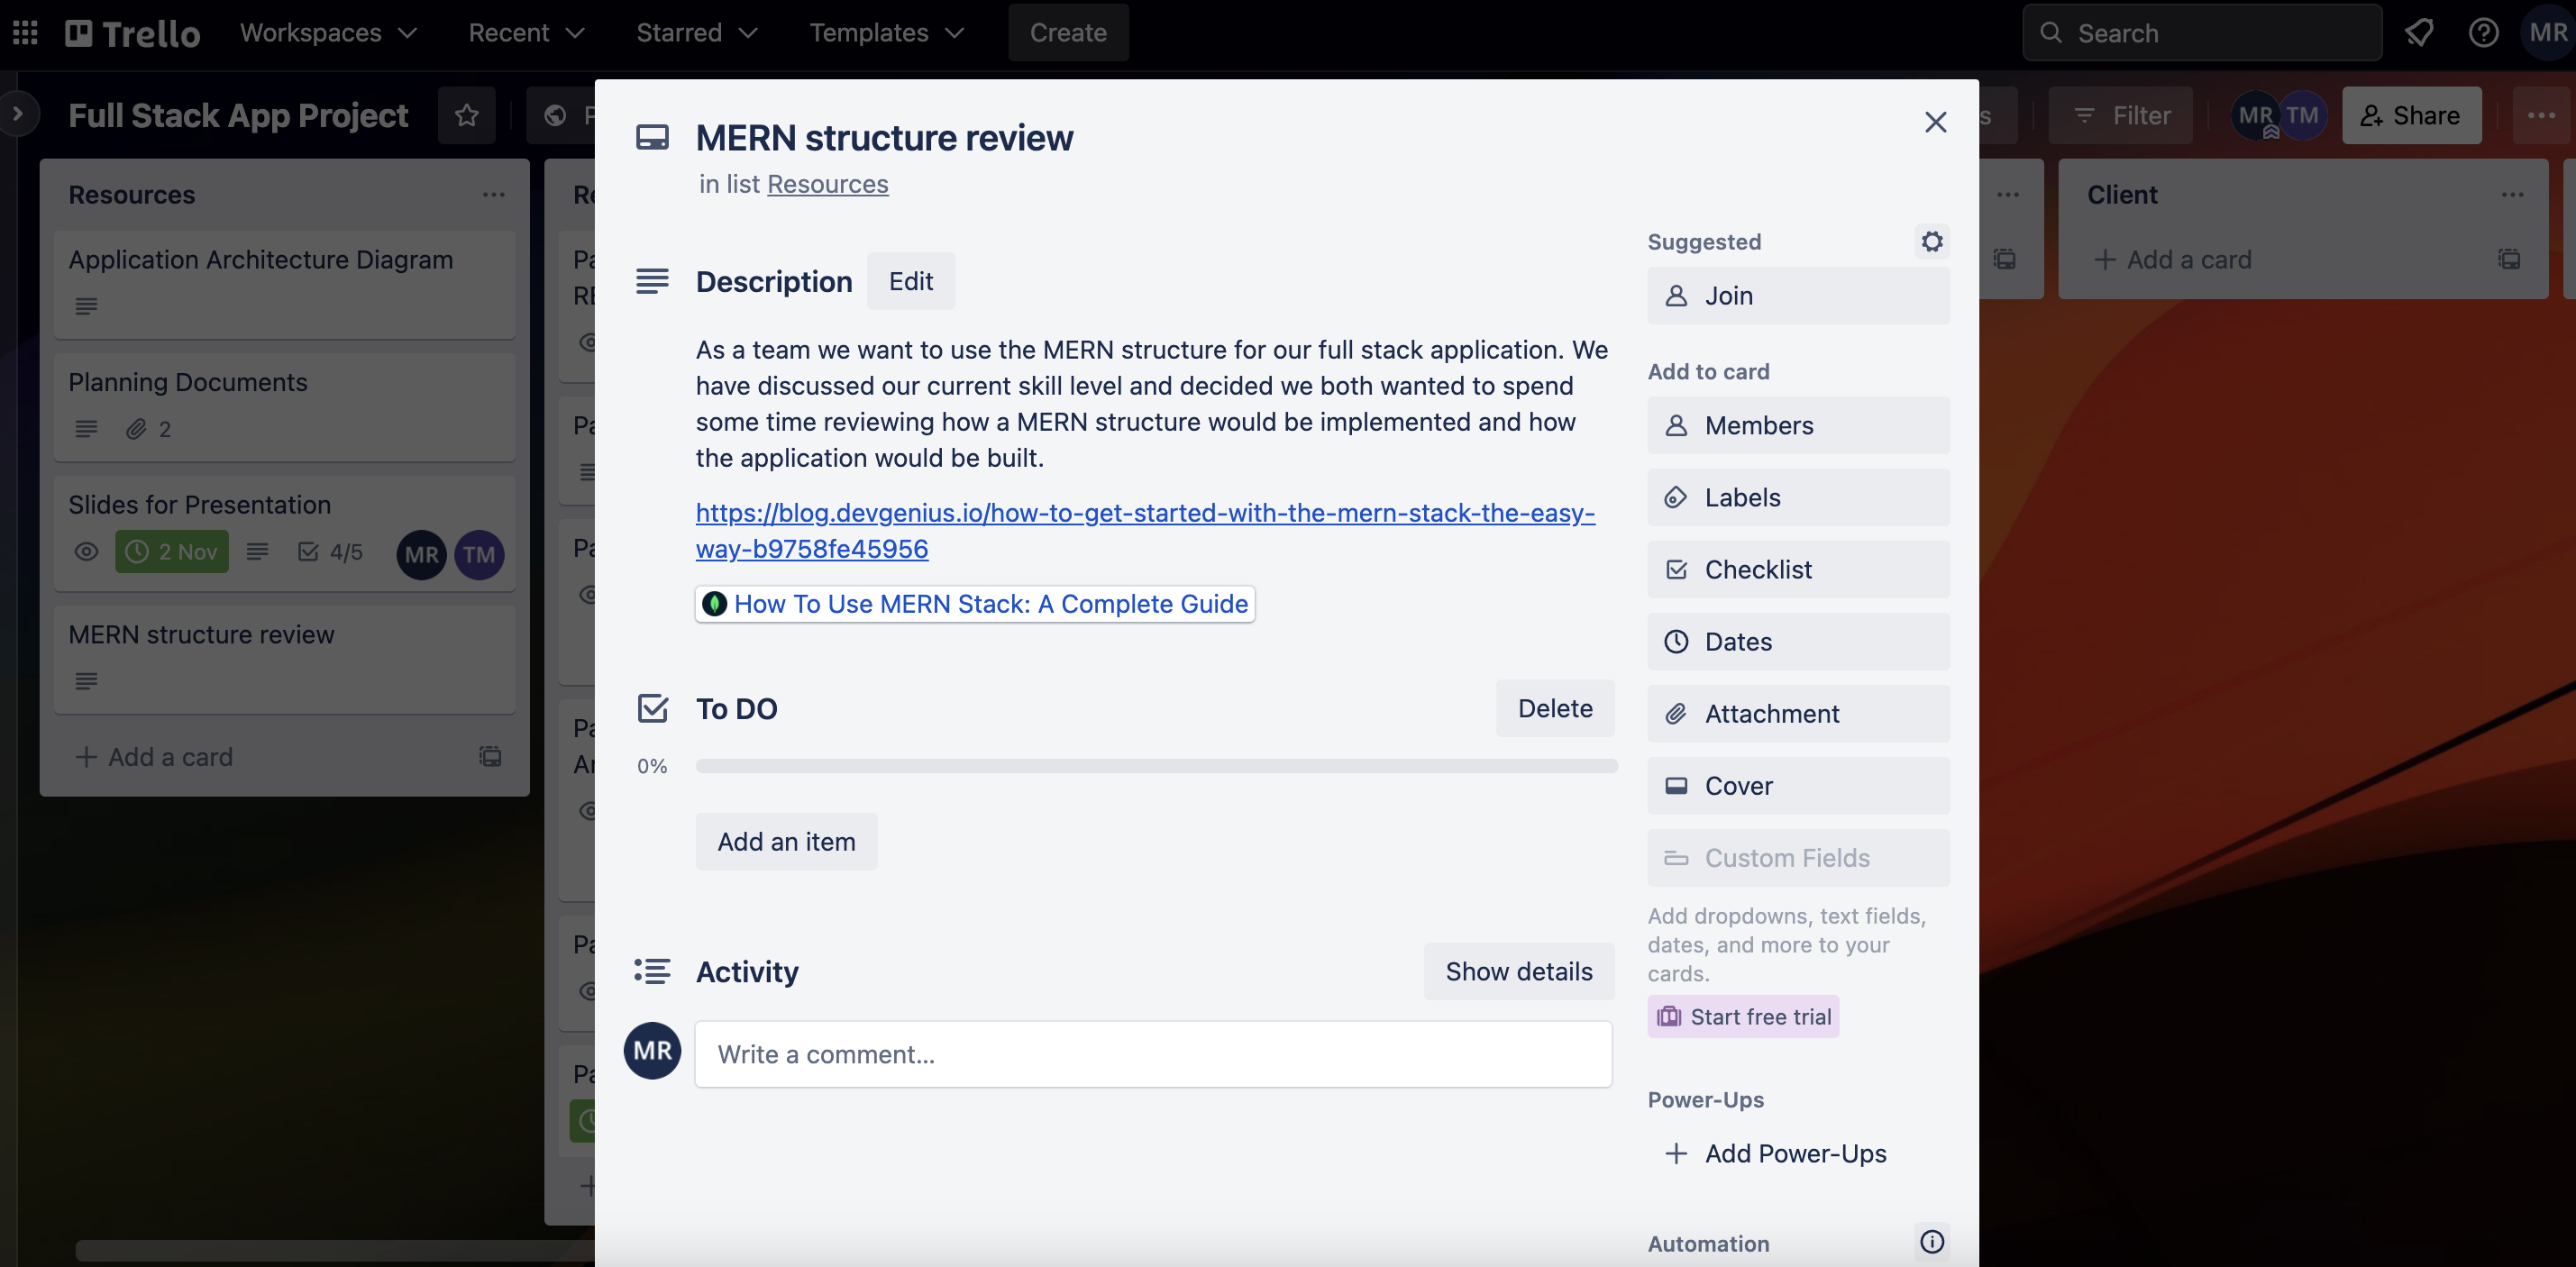 Trello
Workspaces
Recent
Starred
Templates
Create
Search
MR
Full Stack App Project
Filter
MR
TM
Share
Resources
Application Architecture Diagram
Planning Documents
2
Slides for Presentation
2 Nov
4/5
MR
TM
MERN structure review
Add a card
MERN structure review
in list Resources
Description
Edit
As a team we want to use the MERN structure for our full stack application. We
have discussed our current skill level and decided we both wanted to spend
some time reviewing how a MERN structure would be implemented and how
the application would be built.
https://blog.devgenius.io/how-to-get-started-with-the-mern-stack-the-easy-
way-b9758fe45956
How To Use MERN Stack: A Complete Guide
To DO
Delete
0%
Add an item
Activity
Show details
MR
Write a comment...
Suggested
Join
Add to card
Members
Labels
Checklist
Dates
Attachment
Cover
Custom Fields
Add dropdowns, text fields,
dates, and more to your
cards.
Start free trial
Power-Ups
Add Power-Ups
Automation
Client
Add a card